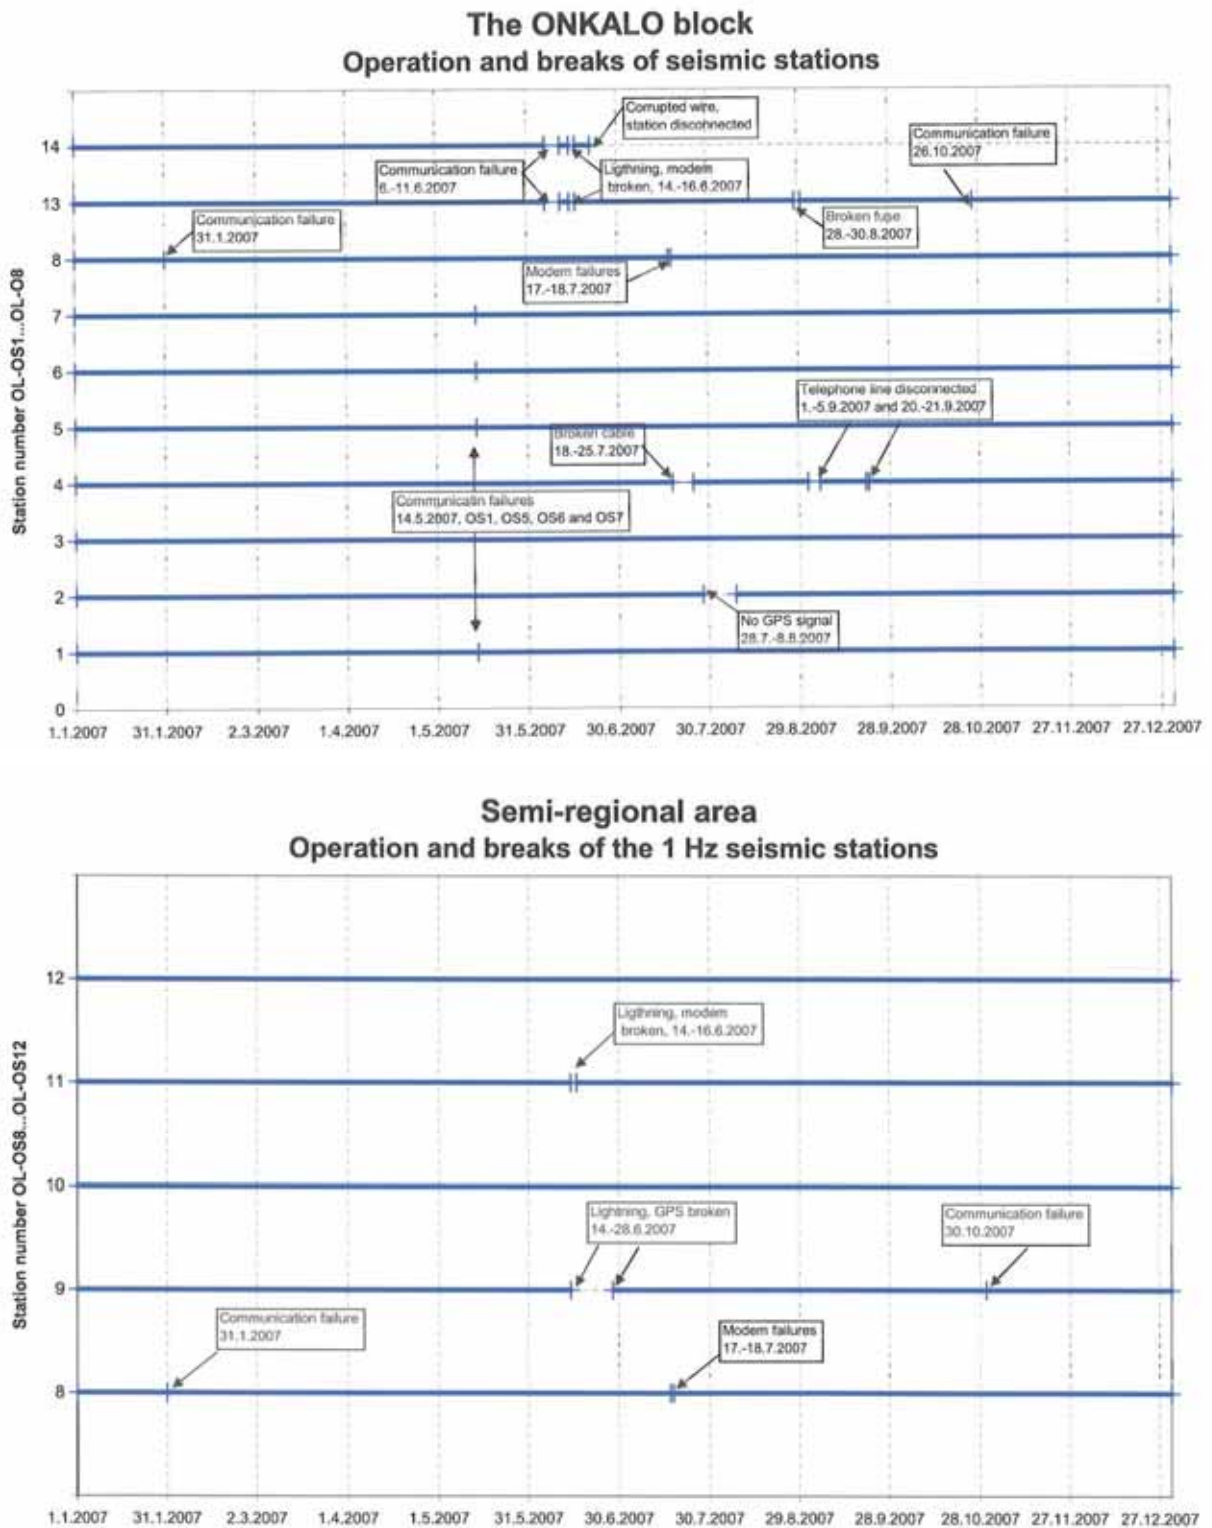 The ONKALO block
Operation and breaks of seismic stations
Station number OL-OS1...OL-O8
14
13
8
7
6
5
4
3
2
1
0
Corrupted wire,
station disconnected
Communication failure
6.-11.6.2007
Ligthning, modem
broken, 14.-16.6.2007
Communication failure
26.10.2007
Communication failure
31.1.2007
Broken fuse
28.-30.8.2007
Modem failures
17.-18.7.2007
Telephone line disconnected
1.-5.9.2007 and 20.-21.9.2007
Broken cable
18.-25.7.2007
Communicatin failures
14.5.2007, OS1, OS5, OS6 and OS7
No GPS signal
28.7.-8.8.2007
1.1.2007 31.1.2007 2.3.2007 1.4.2007 1.5.2007 31.5.2007 30.6.2007 30.7.2007 29.8.2007 28.9.2007 28.10.2007 27.11.2007 27.12.2007
Semi-regional area
Operation and breaks of the 1 Hz seismic stations
Station number OL-OS8...OL-OS12
12
11
10
9
8
Ligthning, modem
broken, 14.-16.6.2007
Lightning, GPS broken
14.-28.6.2007
Communication failure
30.10.2007
Communication failure
31.1.2007
Modem failures
17.-18.7.2007
1.1.2007 31.1.2007 2.3.2007 1.4.2007 1.5.2007 31.5.2007 30.6.2007 30.7.2007 29.8.2007 28.9.2007 28.10.2007 27.11.2007 27.12.2007